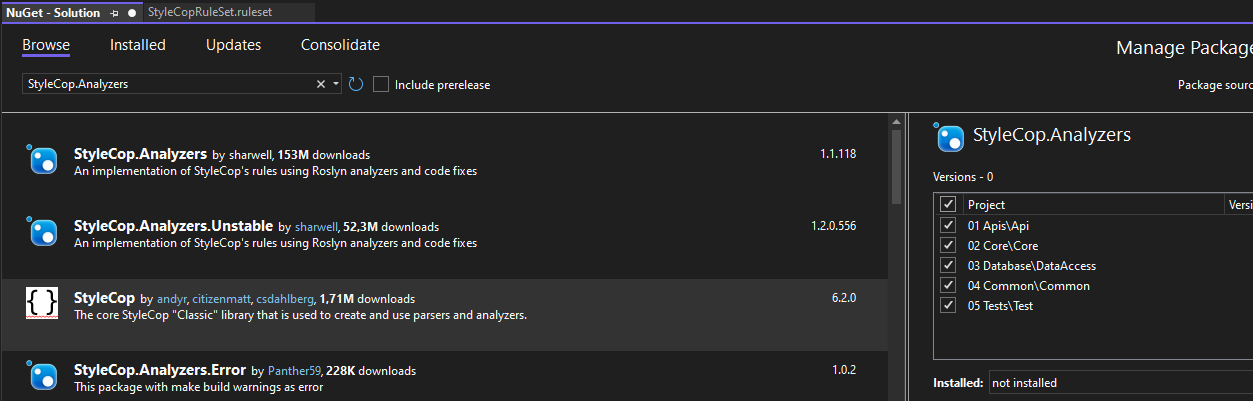 NuGet - Solution
StyleCopRuleSet.ruleset
Browse Installed Updates Consolidate
Manage Package
StyleCop.Analyzers
Include prerelease
Package sourc
StyleCop.Analyzers by sharwell, 153M downloads
1.1.118
An implementation of StyleCop's rules using Roslyn analyzers and code fixes
StyleCop.Analyzers.Unstable by sharwell, 52,3M downloads
1.2.0.556
An implementation of StyleCop's rules using Roslyn analyzers and code fixes
{ } StyleCop by andyr, citizenmatt, csdahlberg, 1,71M downloads
6.2.0
The core StyleCop "Classic" library that is used to create and use parsers and analyzers.
StyleCop.Analyzers.Error by Panther59, 228K downloads
1.0.2
This package with make build warnings as error
StyleCop.Analyzers
Versions - 0
Project Versi
01 Apis\Api
02 Core\Core
03 Database\DataAccess
04 Common\Common
05 Tests\Test
Installed: not installed